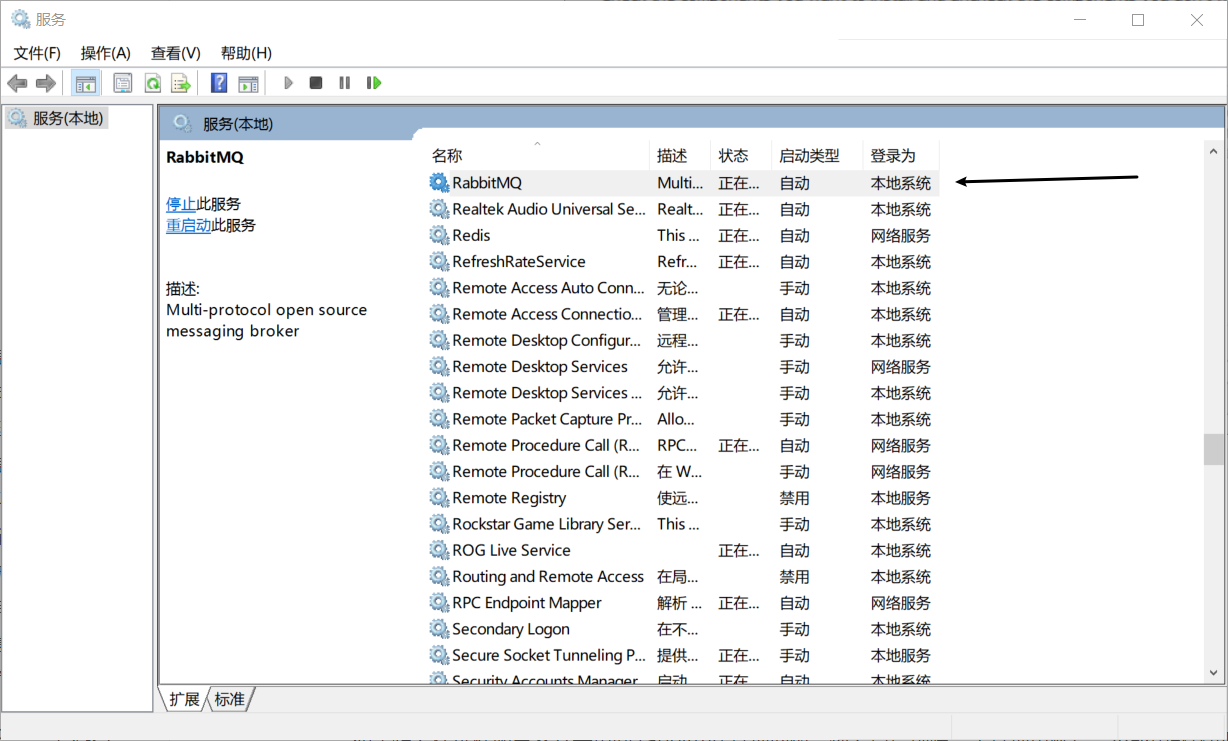 服务
文件(F) 操作(A) 查看(V) 帮助(H)
服务(本地)
服务(本地)
RabbitMQ
停止此服务
重启动此服务
描述:
Multi-protocol open source
messaging broker
名称 描述 状态 启动类型 登录为
RabbitMQ Multi... 正在... 自动 本地系统
Realtek Audio Universal Se... Realt... 正在... 自动 本地系统
Redis This ... 正在... 自动 网络服务
RefreshRateService Refr... 正在... 自动 本地系统
Remote Access Auto Conn... 无论... 手动 本地系统
Remote Access Connectio... 管理... 正在... 自动 本地系统
Remote Desktop Configur... 远程... 手动 本地系统
Remote Desktop Services 允许... 手动 网络服务
Remote Desktop Services ... 允许... 手动 本地系统
Remote Packet Capture Pr... Allo... 手动 本地系统
Remote Procedure Call (R... RPC... 正在... 自动 网络服务
Remote Procedure Call (R... 在 W... 手动 网络服务
Remote Registry 使远... 禁用 本地服务
Rockstar Game Library Ser... This ... 手动 本地系统
ROG Live Service 正在... 自动 本地系统
Routing and Remote Access 在局... 禁用 本地系统
RPC Endpoint Mapper 解析 ... 正在... 自动 网络服务
Secondary Logon 在不... 手动 本地系统
Secure Socket Tunneling P... 提供... 正在... 手动 本地服务
Security Accounts Manager 启动... 正在... 自动 本地系统
扩展 标准